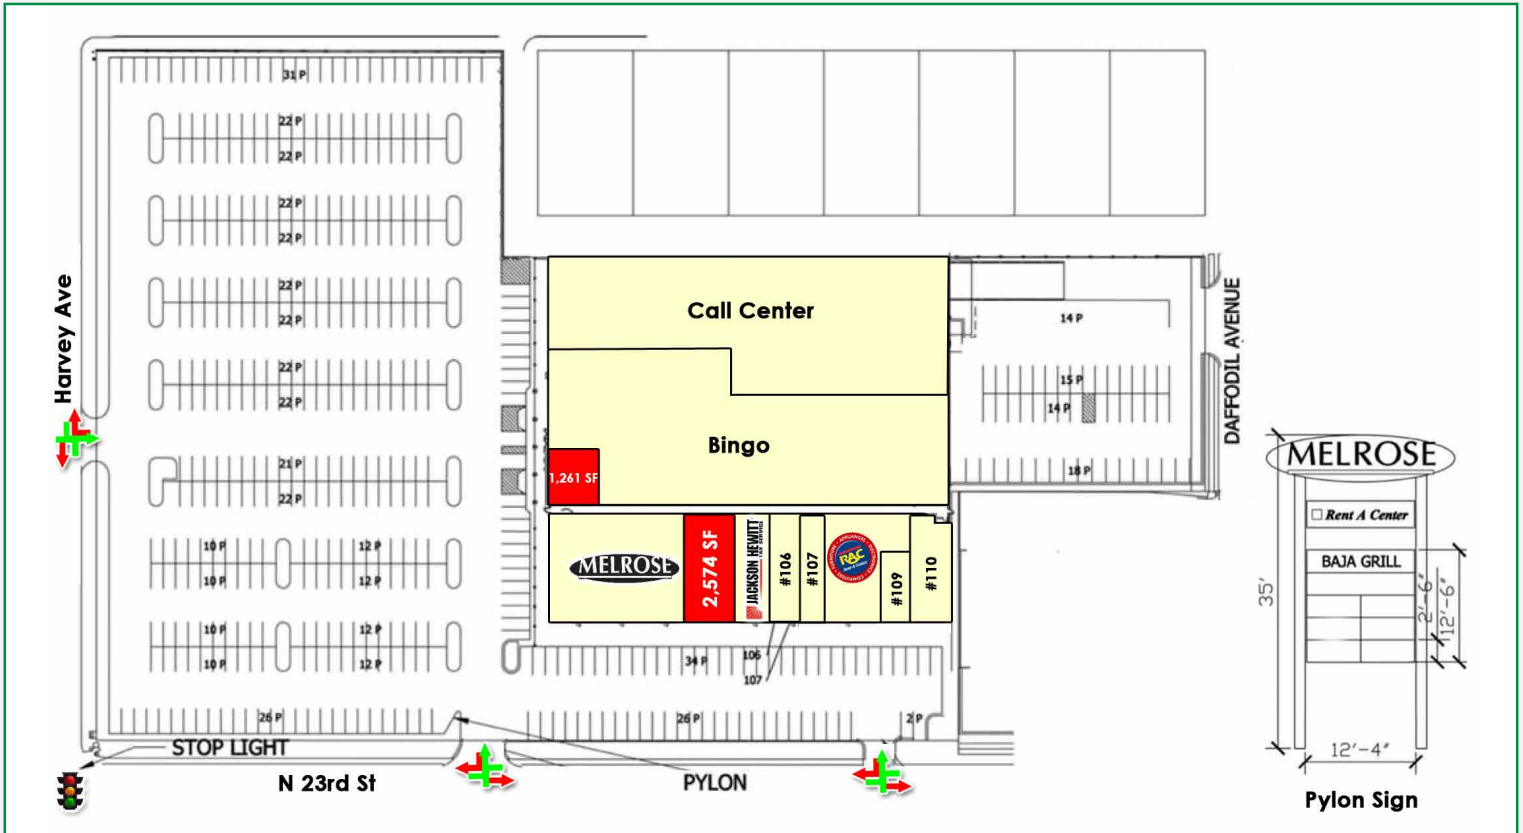 31 P
22 P
22 P
22 P
22 P
22 P
22 P
22 P
22 P
21 P
22 P
10 P
12 P
10 P
12 P
10 P
12 P
10 P
12 P
26 P
Harvey Ave
STOP LIGHT
N 23rd St
PYLON
Call Center
Bingo
1,261 SF
MELROSE
2,574 SF
JACKSON HEWITT
TAX SERVICE
#106
#107
RAC
#109
#110
34 P
106
107
26 P
2 P
14 P
15 P
14 P
18 P
DAFFODIL AVENUE
MELROSE
Rent A Center
BAJA GRILL
35'
2'-6"
12'-6"
12'-4"
Pylon Sign